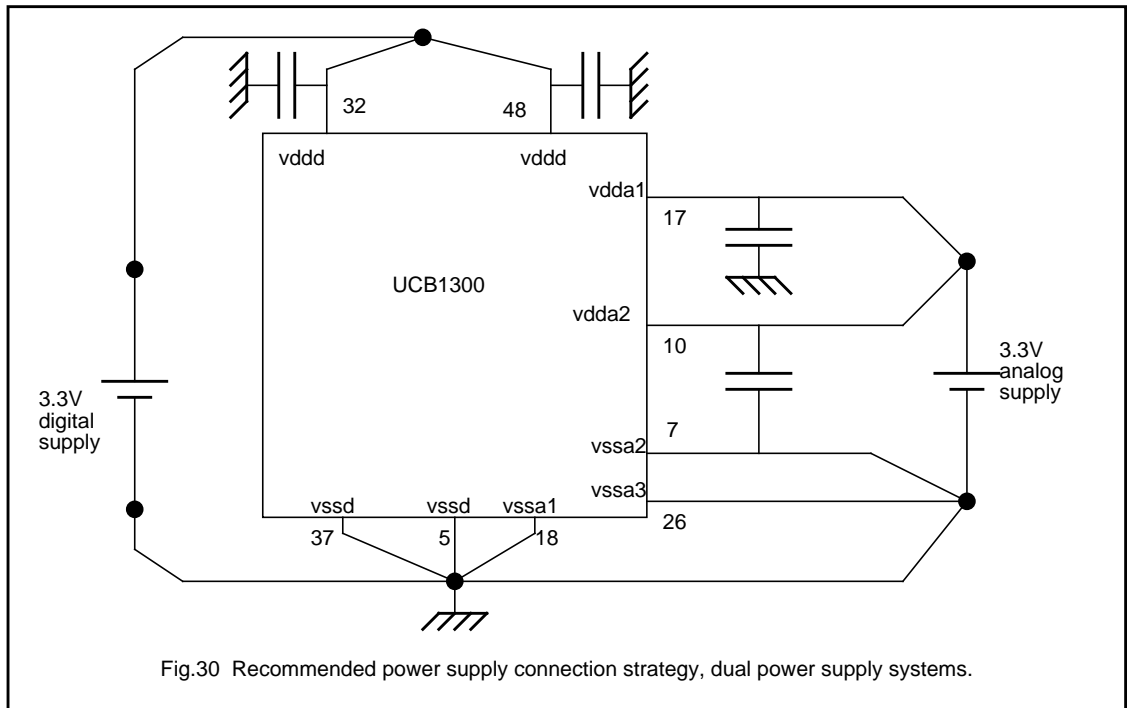 32
48
vddd
vddd
vdda1
17
UCB1300
vdda2
10
3.3V
analog
supply
3.3V
digital
supply
7
vssa2
vssa3
26
vssd
vssd
vssa1
37
5
18
Fig.30 Recommended power supply connection strategy, dual power supply systems.